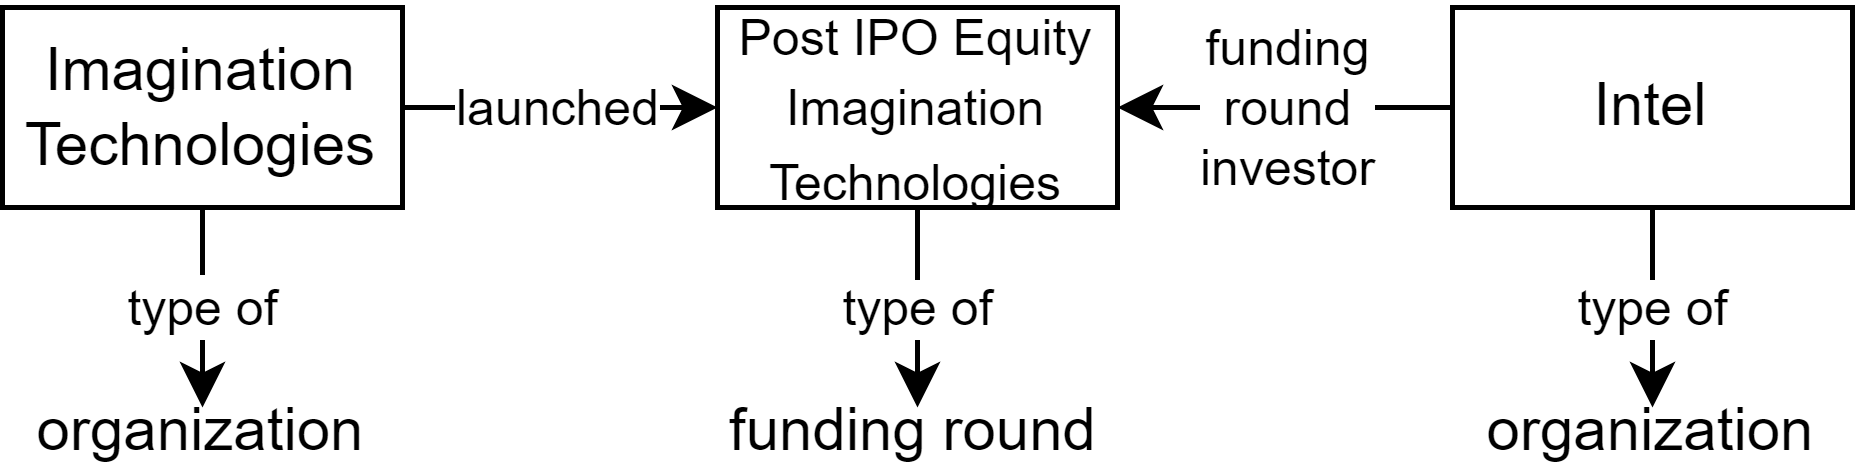 Imagination
Technologies
launched
Post IPO Equity
Imagination
Technologies
funding
round
investor
Intel
type of
type of
type of
organization
funding round
organization